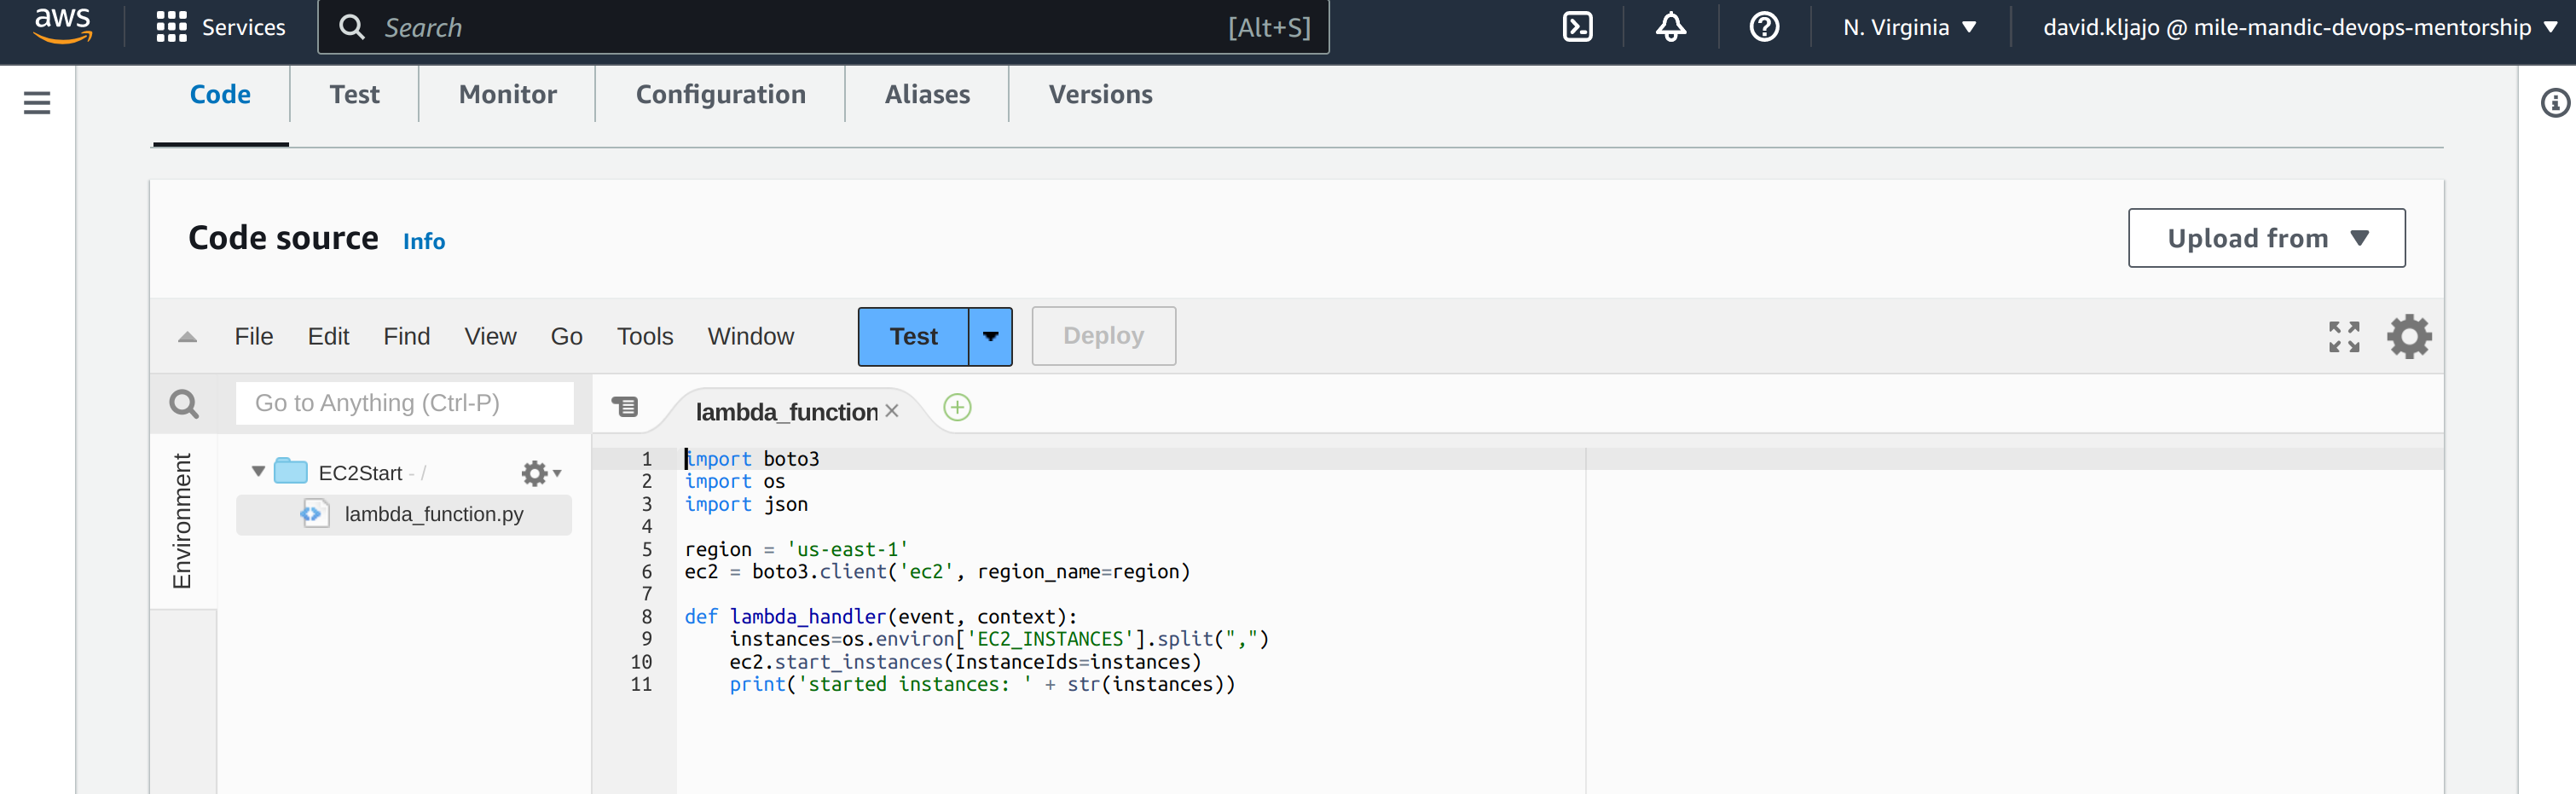 aws Services Search [Alt+S] N. Virginia david.kljajo @ mile-mandic-devops-mentorship
Code Test Monitor Configuration Aliases Versions
Code source Info Upload from
File Edit Find View Go Tools Window Test Deploy
Go to Anything (Ctrl-P) lambda_function
Environment
EC2Start - /
lambda_function.py
1 import boto3
2 import os
3 import json
4
5 region = 'us-east-1'
6 ec2 = boto3.client('ec2', region_name=region)
7
8 def lambda_handler(event, context):
9     instances=os.environ['EC2_INSTANCES'].split(",")
10     ec2.start_instances(InstanceIds=instances)
11     print('started instances: ' + str(instances))